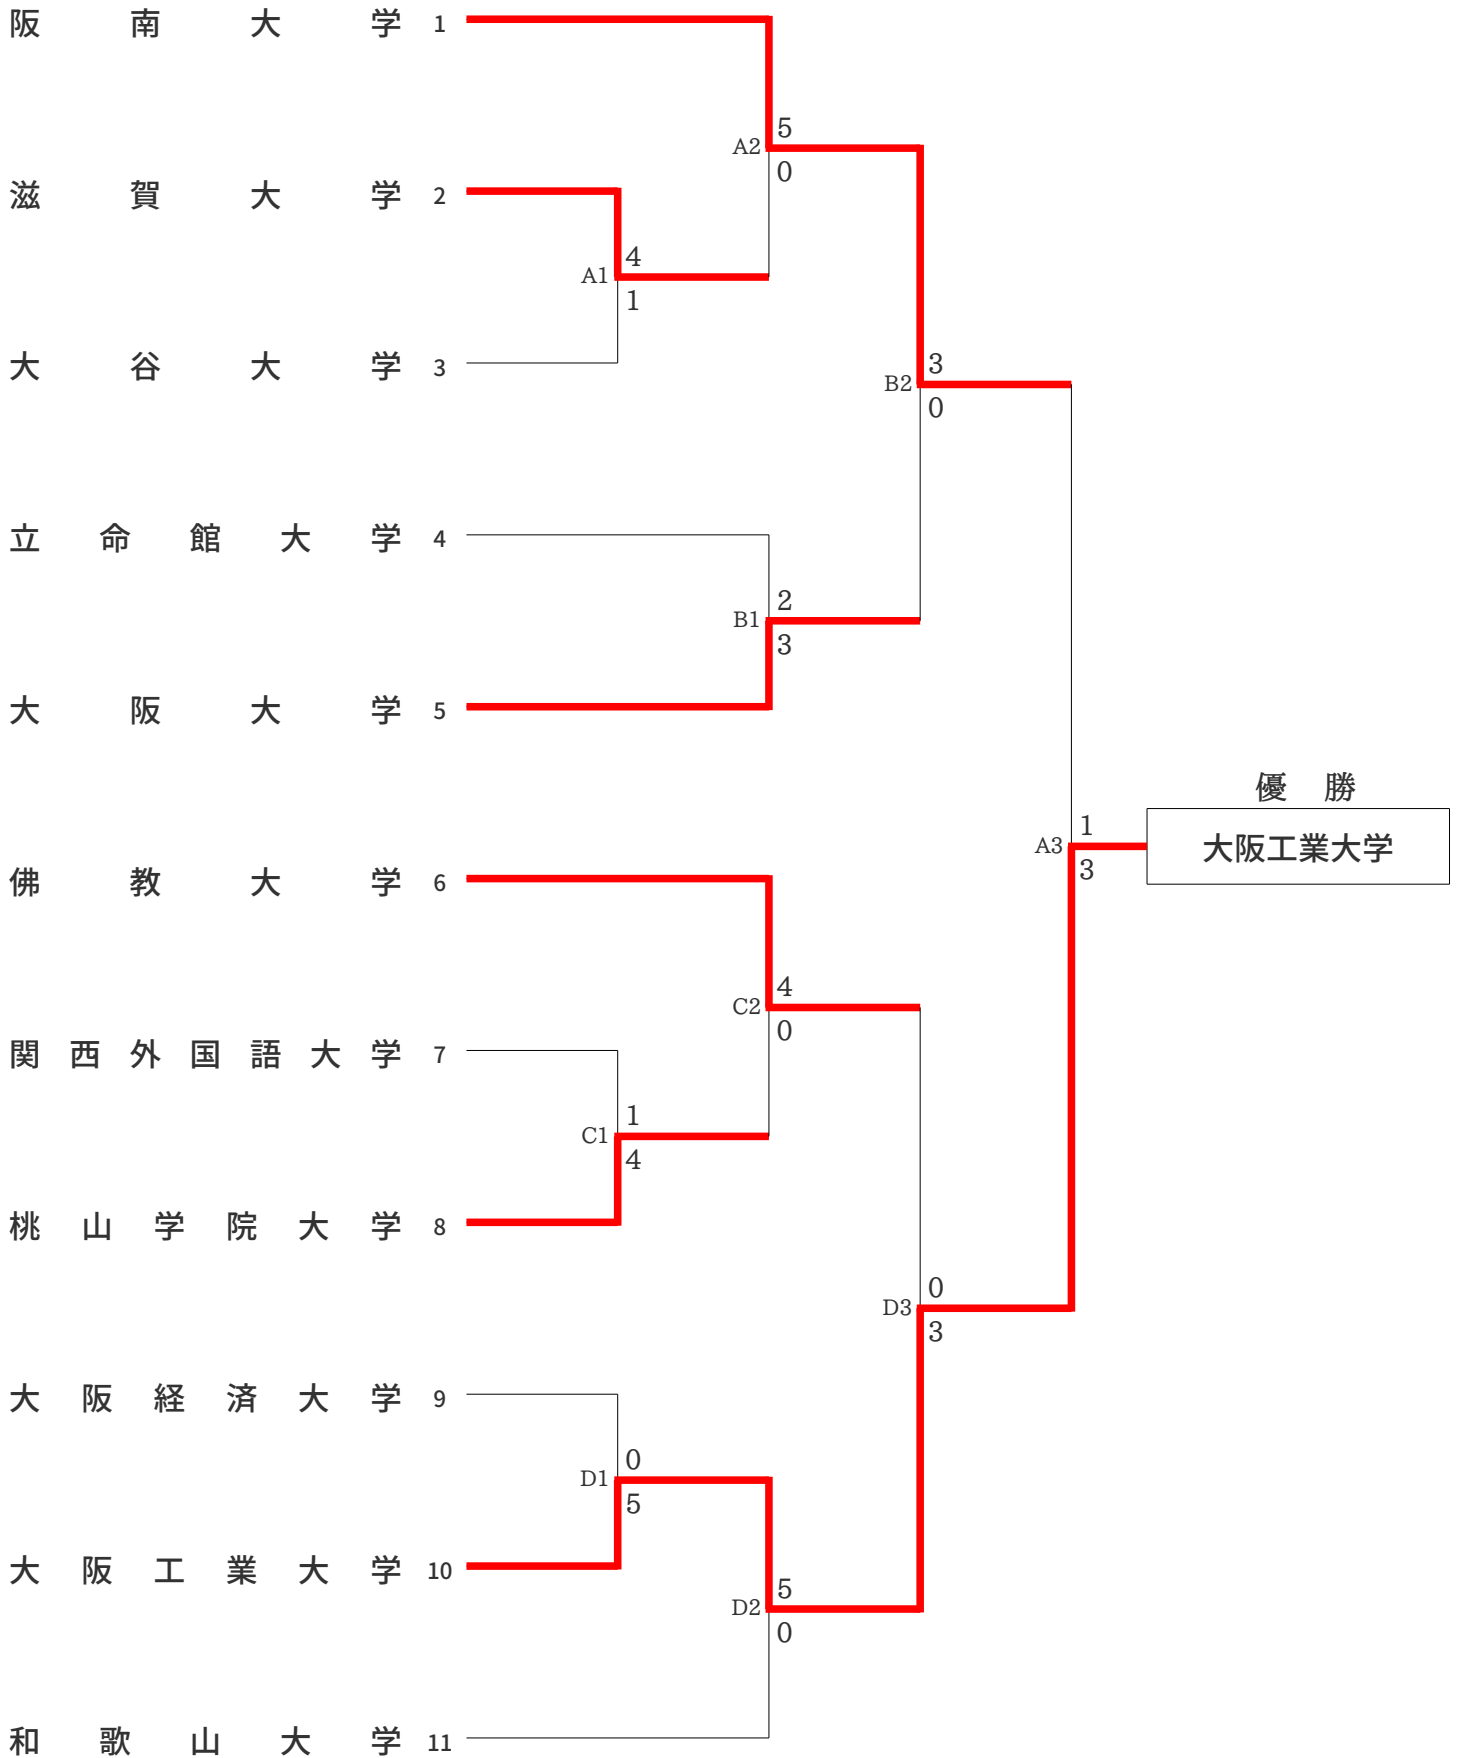 阪南大学 1
5
A2
0
滋賀大学 2
4
A1
1
大谷大学 3
3
B2
0
立命館大学 4
2
B1
3
大阪大学 5
優勝
1
A3 大阪工業大学
3
佛教大学 6
4
C2
0
関西外国語大学 7
1
C1
4
桃山学院大学 8
0
D3
3
大阪経済大学 9
0
D1
5
大阪工業大学 10
5
D2
0
和歌山大学 11